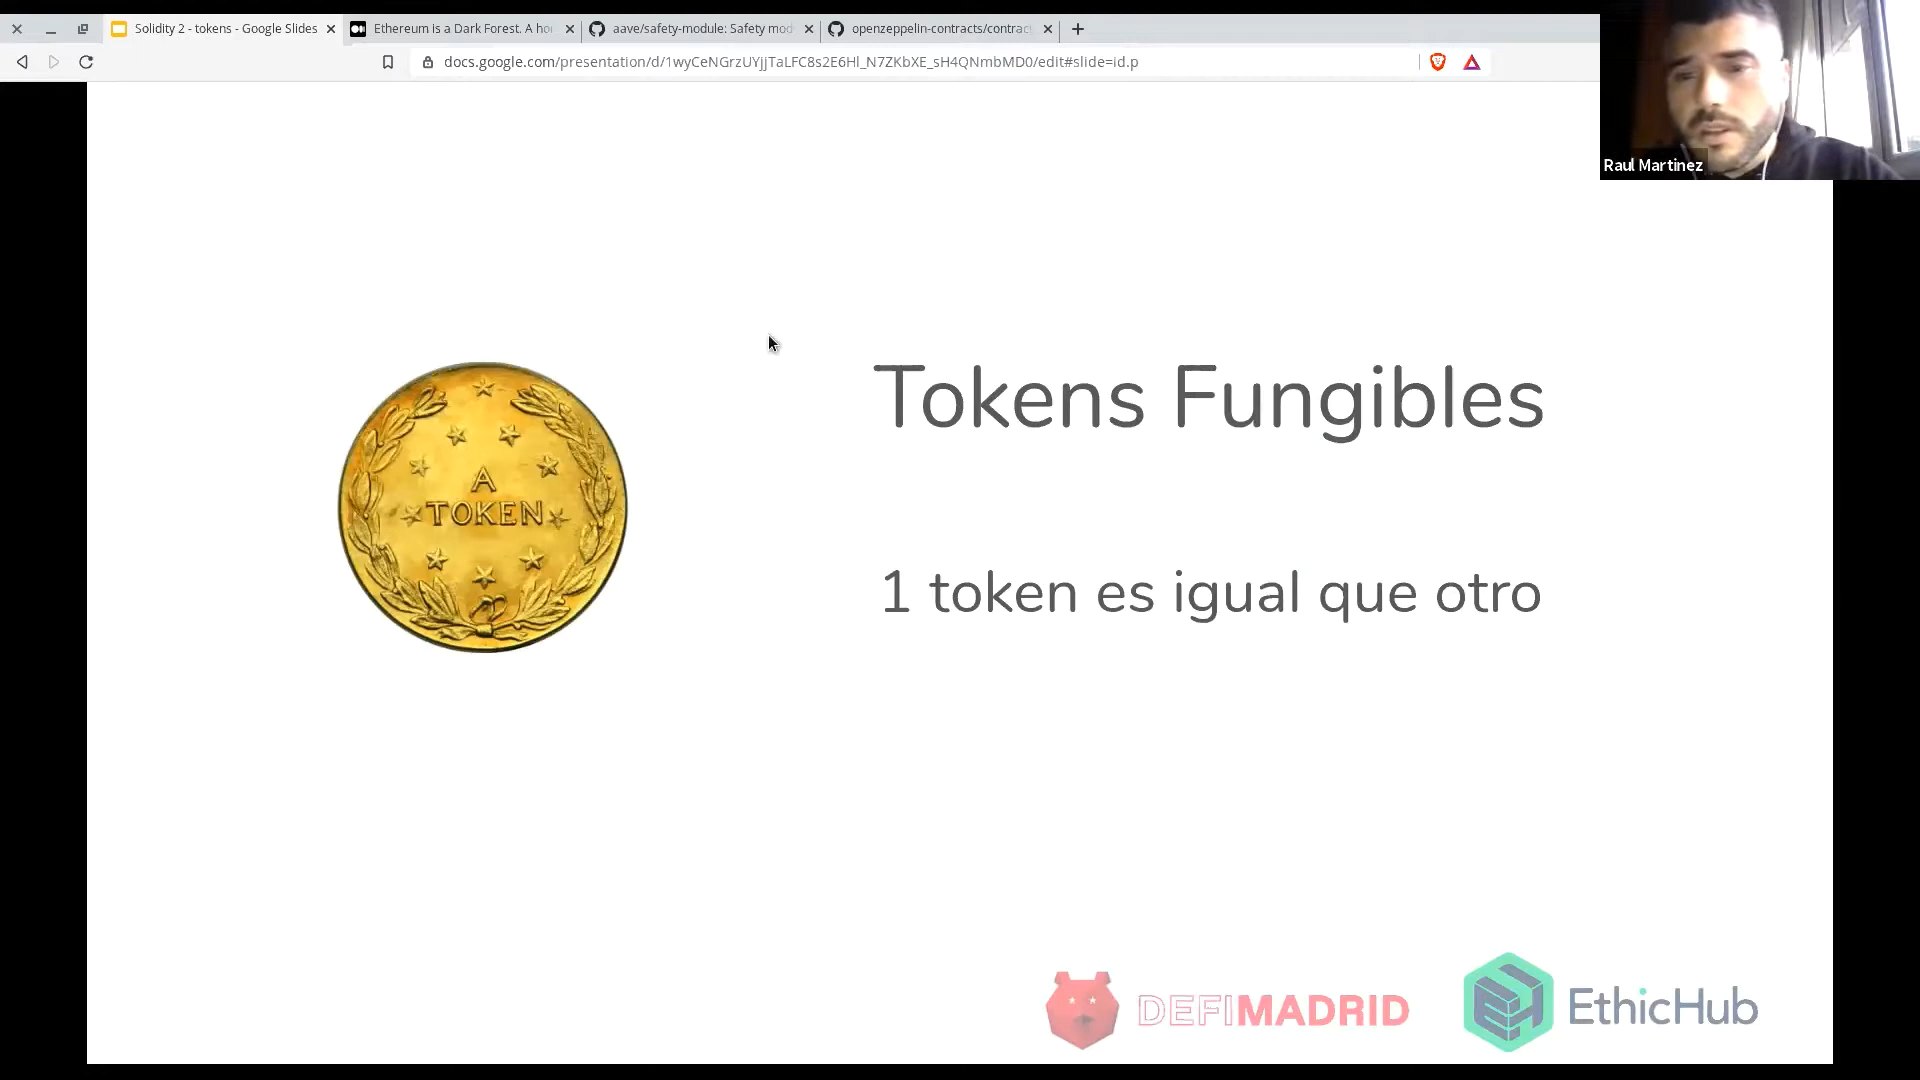 Solidity 2 - tokens - Google Slides
Ethereum is a Dark Forest. A ho
aave/safety-module: Safety mod
openzeppelin-contracts/contrac
docs.google.com/presentation/d/1wyCeNGrzUYjjTaLFC8s2E6Hl_N7ZKbXE_sH4QNmbMD0/edit#slide=id.p
Raul Martinez
Tokens Fungibles
A
TOKEN
1 token es igual que otro
DEFIMADRID
EthicHub